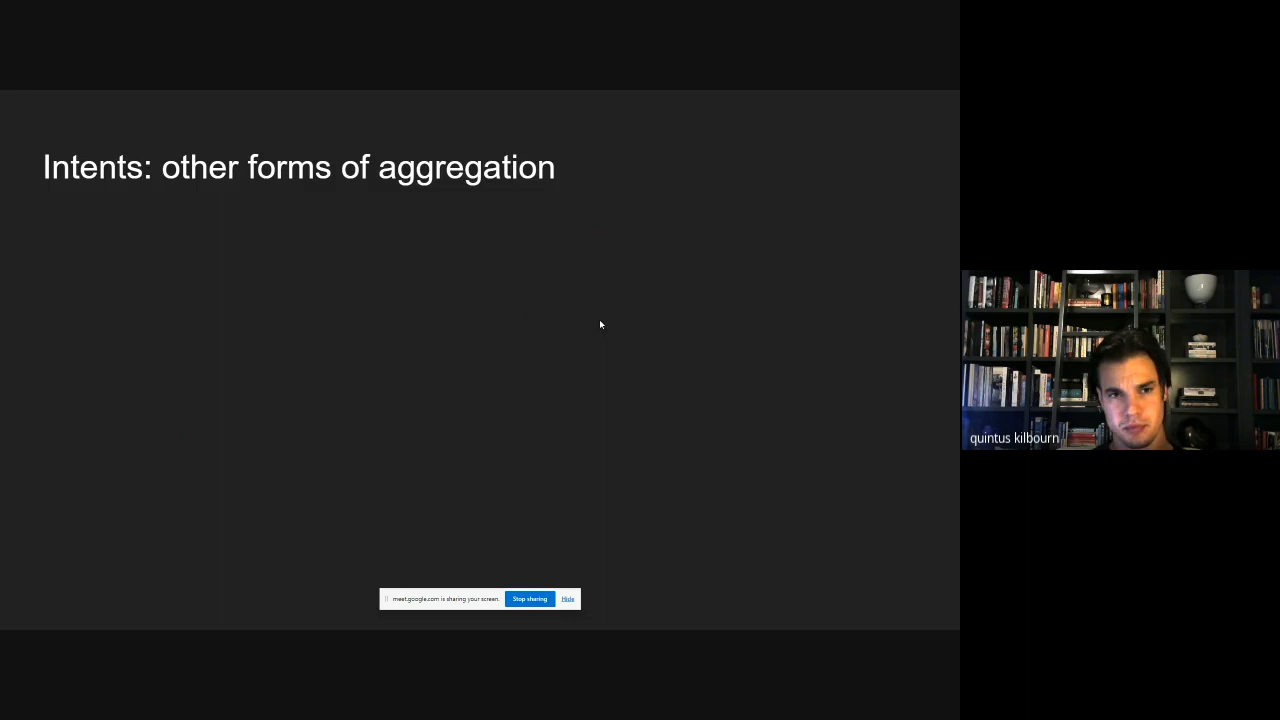 Intents: other forms of aggregation
quintus kilbourn
meet.google.com is sharing your screen. Stop sharing Hide